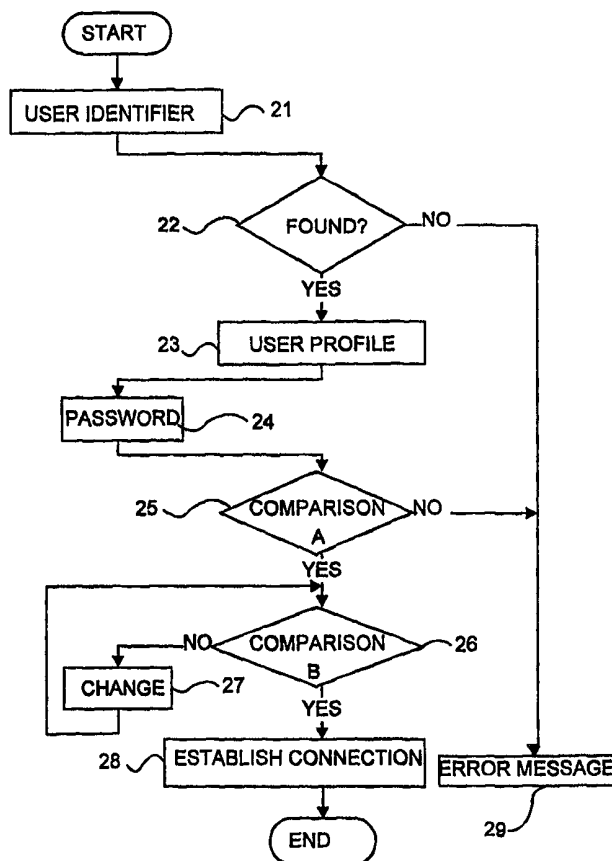 START
USER IDENTIFIER
21
22
FOUND?
NO
YES
23
USER PROFILE
PASSWORD
24
25
COMPARISON
A
NO
YES
NO
COMPARISON
B
26
CHANGE
27
YES
28
ESTABLISH CONNECTION
ERROR MESSAGE
29
END